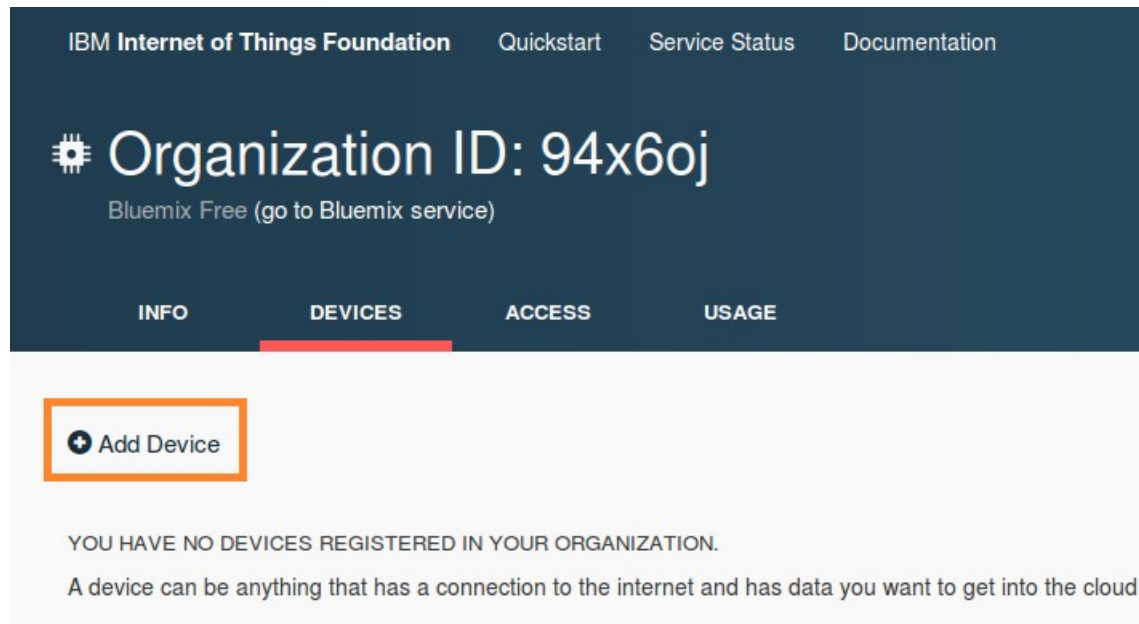 IBM Internet of Things Foundation Quickstart Service Status Documentation
Organization ID: 94x6oj
Bluemix Free (go to Bluemix service)
INFO DEVICES ACCESS USAGE
Add Device
YOU HAVE NO DEVICES REGISTERED IN YOUR ORGANIZATION.
A device can be anything that has a connection to the internet and has data you want to get into the cloud